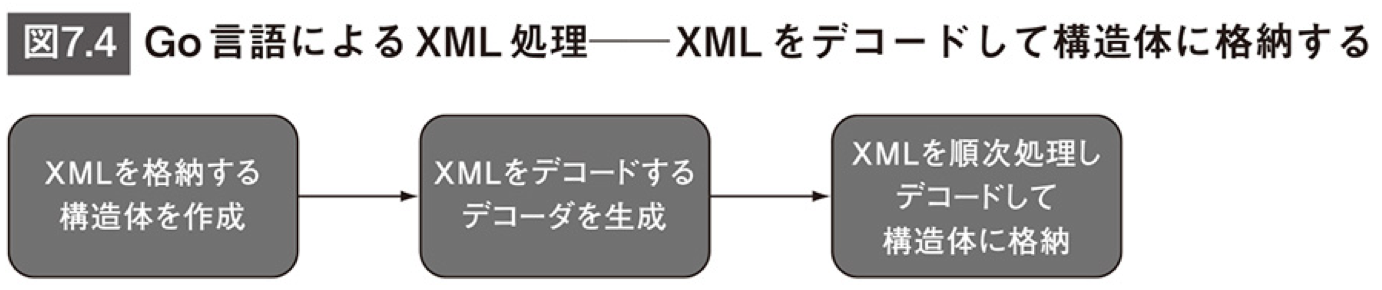 図7.4 Go言語によるXML処理――XMLをデコードして構造体に格納する
XMLを格納する
構造体を作成
XMLをデコードする
デコーダを生成
XMLを順次処理し
デコードして
構造体に格納